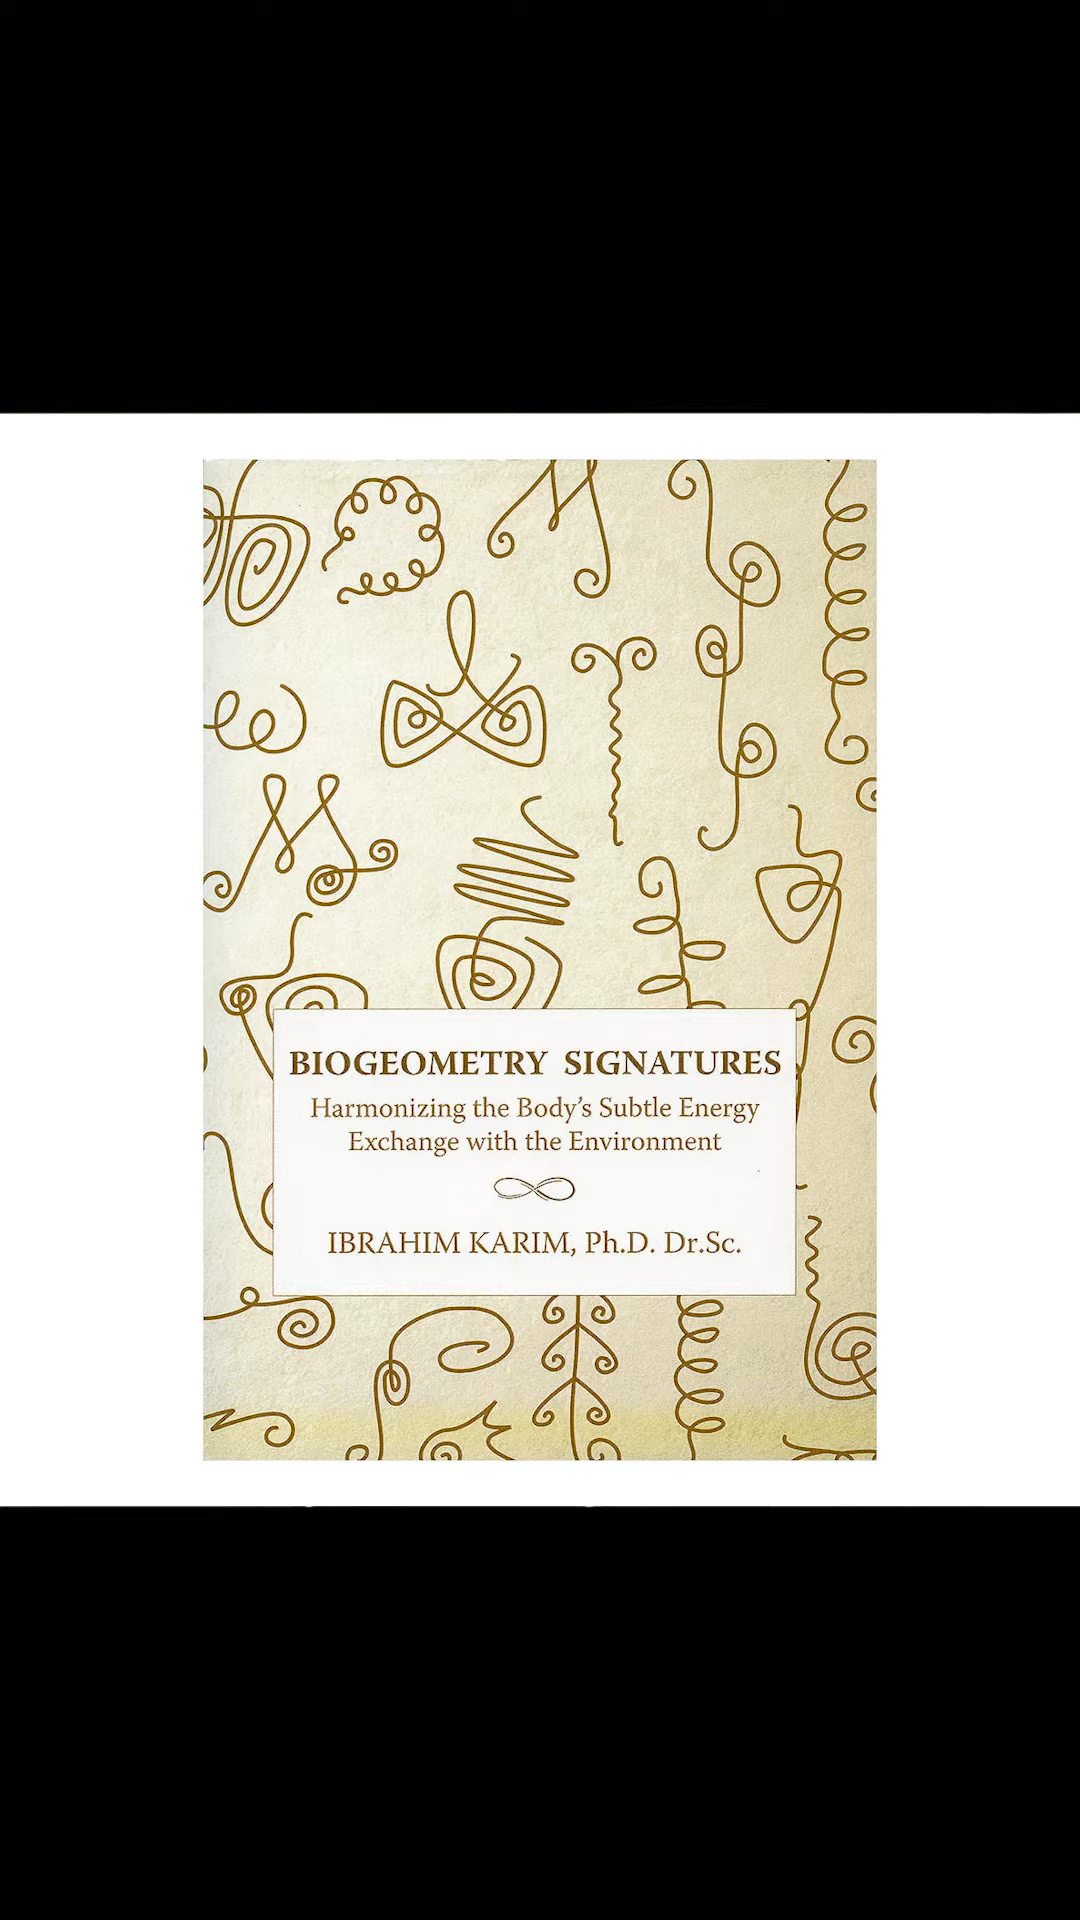 BIOGEOMETRY SIGNATURES
Harmonizing the Body's Subtle Energy
Exchange with the Environment
IBRAHIM KARIM, Ph.D. Dr.Sc.